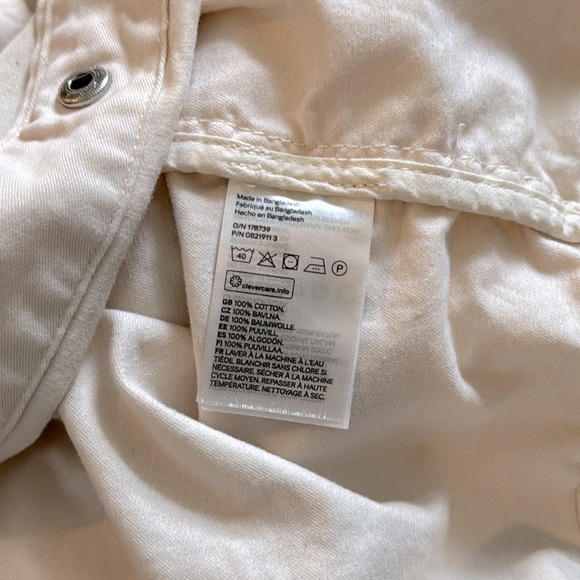 Made in Bangladesh
Fabriqué au Bangladesh
Hecho en Bangladesh
O/N 178739
P/N 0821911 3
40
P
clevercare.info
GB 100% COTTON.
CZ 100% BAVLNA.
DE 100% BAUMWOLLE.
EE 100% PUUVILL.
ES 100% ALGODÓN.
FI 100% PUUVILLAA.
FR LAVER À LA MACHINE À L'EAU
TIÈDE. BLANCHIR SANS CHLORE SI
NÉCESSAIRE. SÉCHER À LA MACHINE
CYCLE MOYEN. REPASSER À HAUTE
TEMPÉRATURE. NETTOYAGE À SEC.